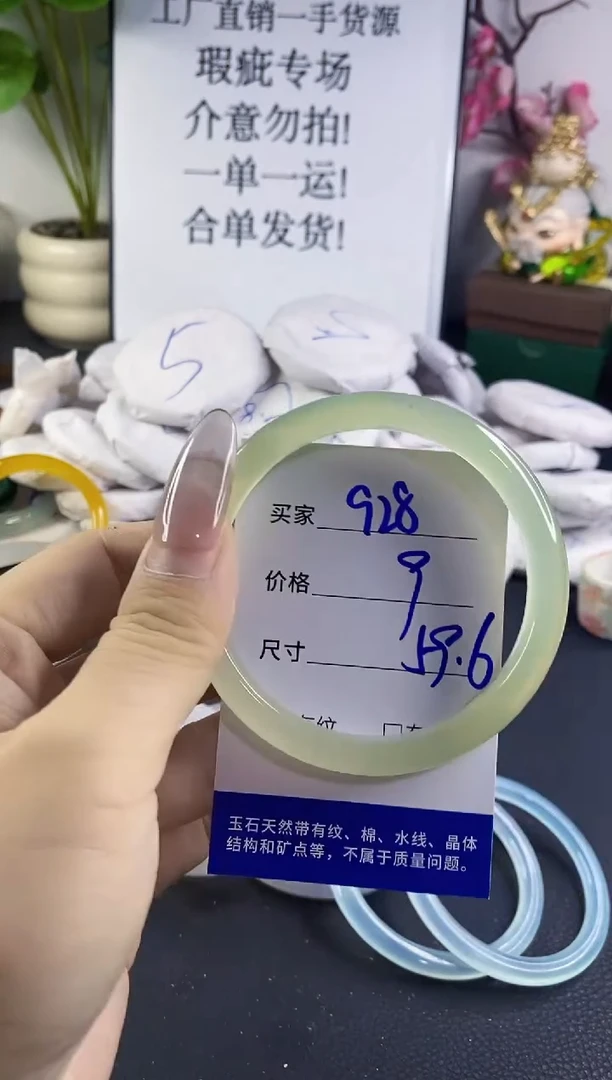 工厂直销一手货源
瑕疵专场
介意勿拍!
一单一运!
合单发货!
5
买家 928
价格 9
尺寸 59.6
玉石天然带有纹、棉、水线、晶体
结构和矿点等，不属于质量问题。